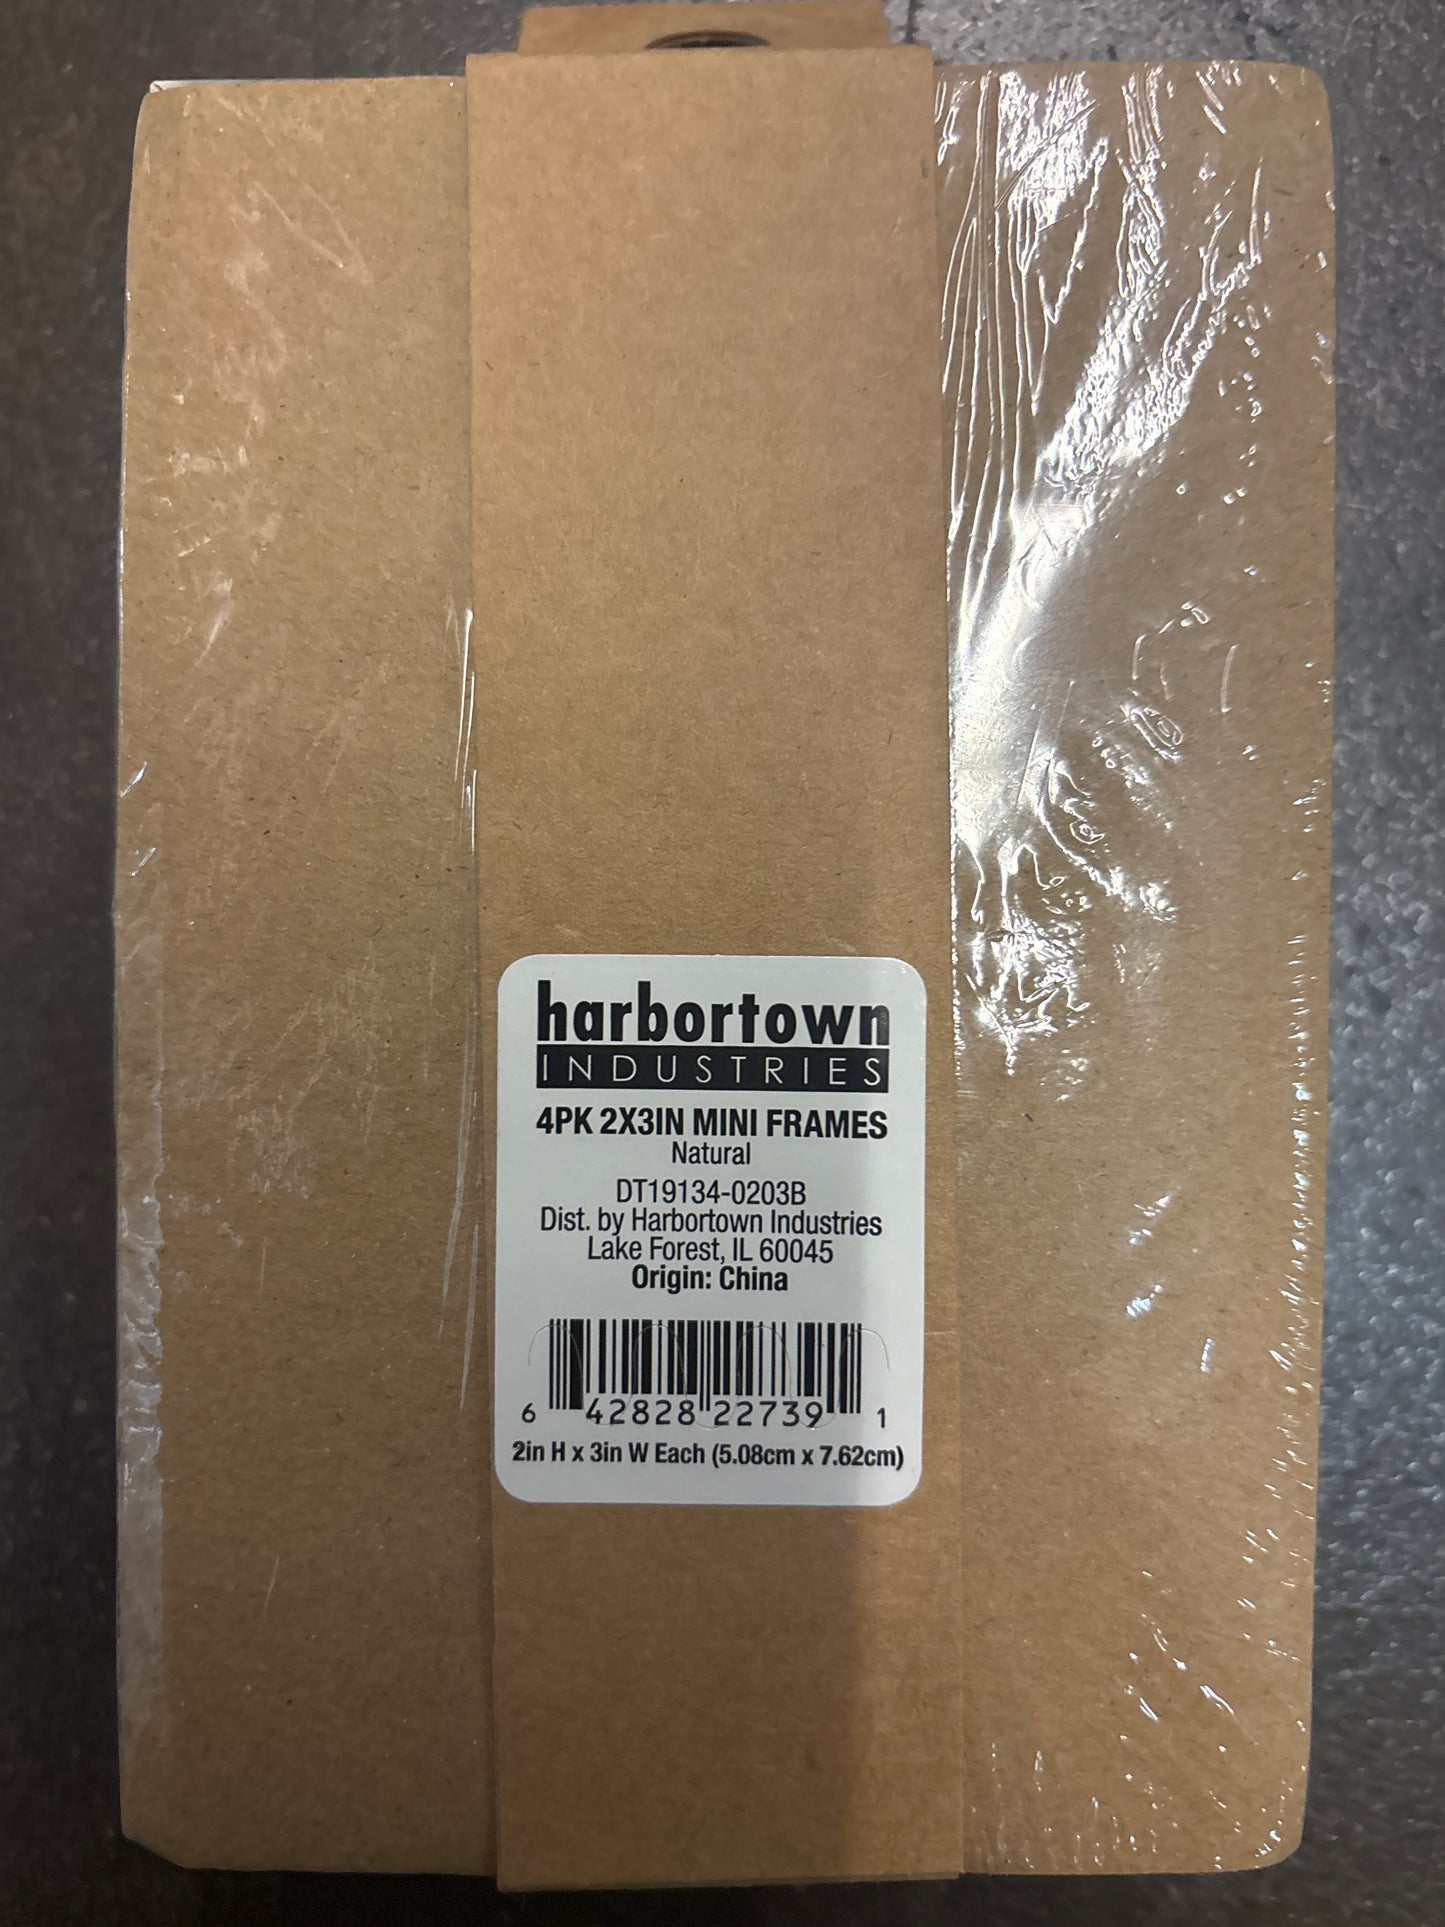 harbortown
INDUSTRIES
4PK 2X3IN MINI FRAMES
Natural
DT19134-0203B
Dist. by Harbortown Industries
Lake Forest, IL 60045
Origin: China
6 42828 22739 1
2in H x 3in W Each (5.08cm x 7.62cm)